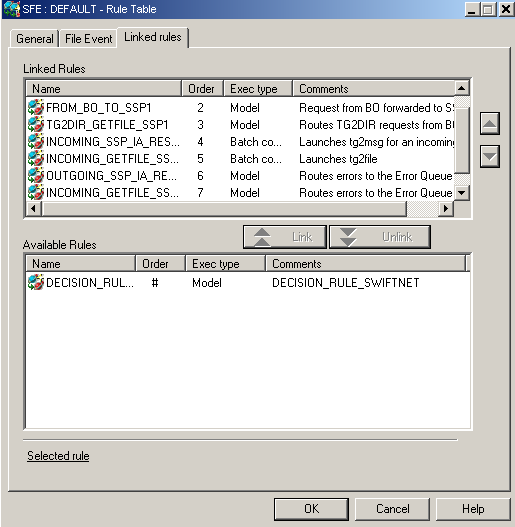 SFE : DEFAULT - Rule Table
General File Event Linked rules
Linked Rules
Name Order Exec type Comments
FROM_BO_TO_SSP1 2 Model Request from BO forwarded to S
TG2DIR_GETFILE_SSP1 3 Model Routes TG2DIR requests from B
INCOMING_SSP_IA_RES... 4 Batch co... Launches tg2msg for an incoming
INCOMING_GETFILE_SS... 5 Batch co... Launches tg2file
OUTGOING_SSP_IA_RE... 6 Model Routes errors to the Error Queue
INCOMING_GETFILE_SS... 7 Model Routes errors to the Error Queue
Link Unlink
Available Rules
Name Order Exec type Comments
DECISION_RUL... # Model DECISION_RULE_SWIFTNET
Selected rule
OK Cancel Help